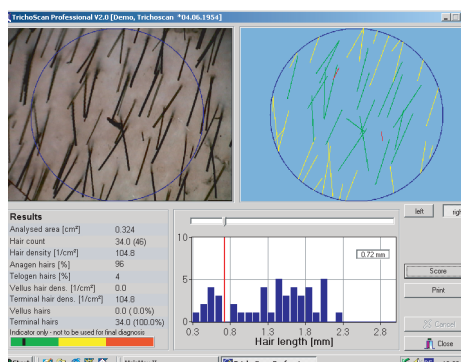 TrichoScan Professional V2.0 [Demo, Trichoscan *04.06.1954]
Results
Analysed area [cm²] 0.324
Hair count 34.0 (46)
Hair density [1/cm²] 104.8
Anagen hairs [%] 96
Telogen hairs [%] 4
Vellus hair dens. [1/cm²] 0.0
Terminal hair dens. [1/cm²] 104.8
Vellus hairs 0.0 ( 0.0%)
Terminal hairs 34.0 (100.0%)
Indicator only - not to be used for final diagnosis
0.72 mm
10
5
0
0.3 0.8 1.3 1.8 2.3 2.8
Hair length [mm]
left
Score
Print
Cancel
Close